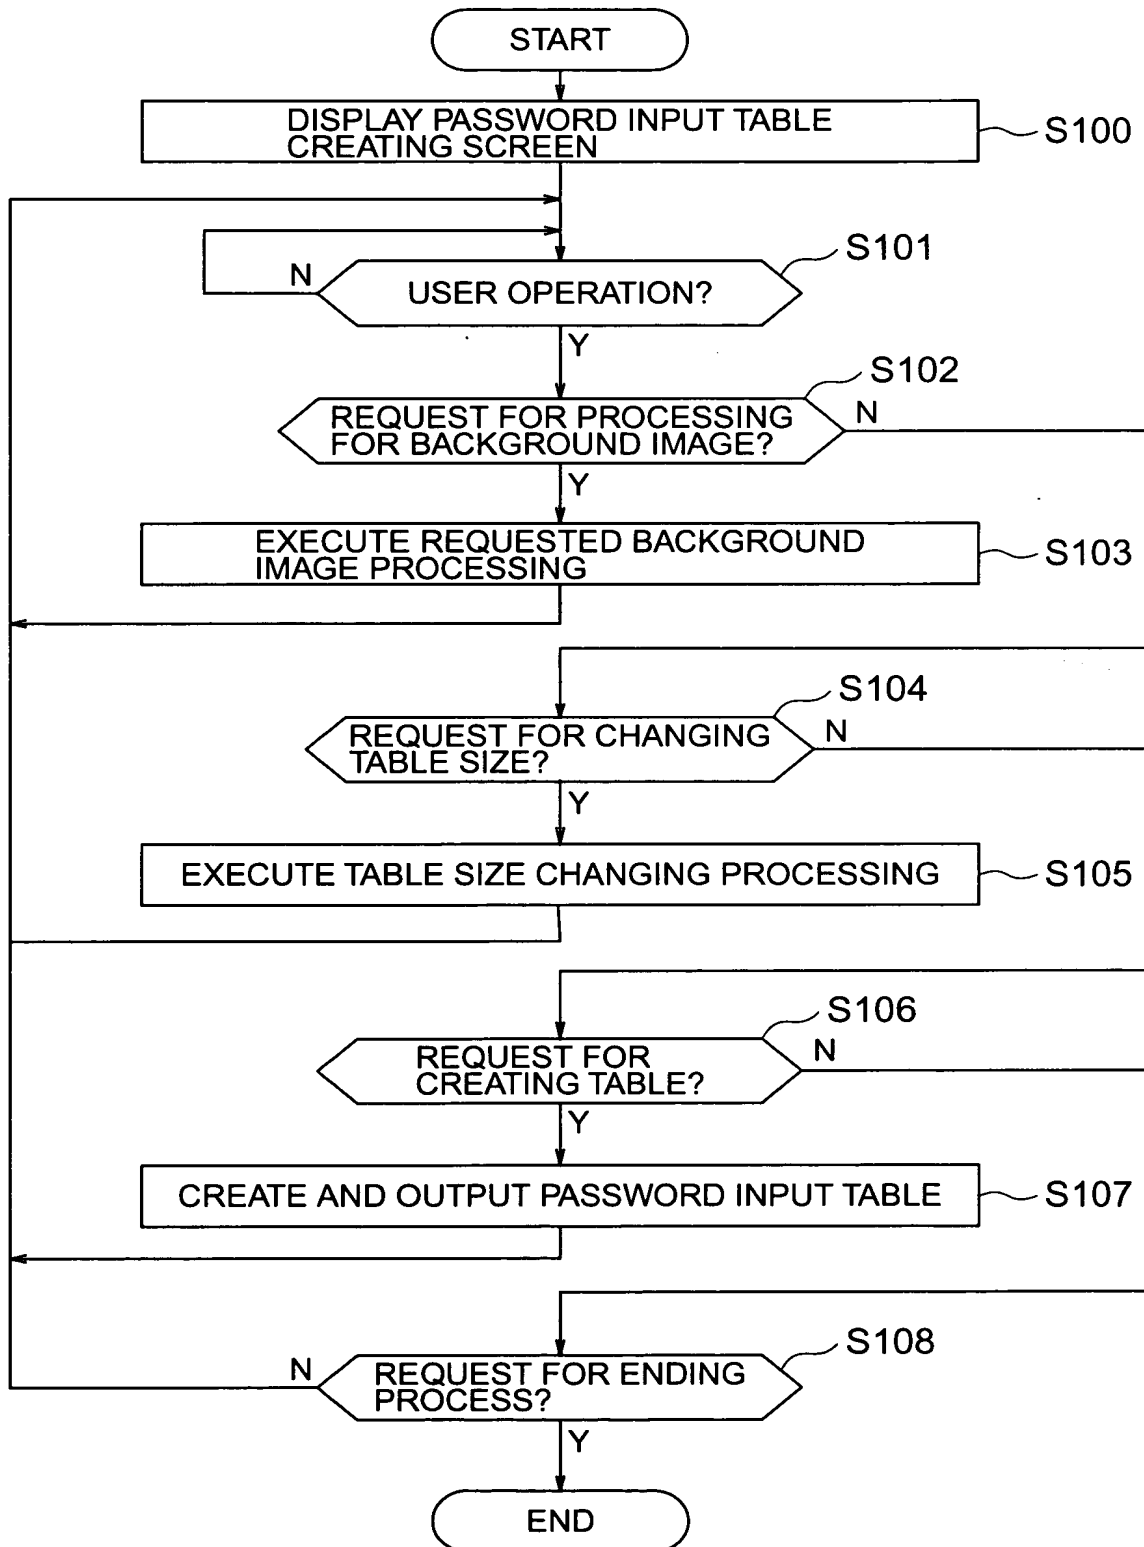 START
DISPLAY PASSWORD INPUT TABLE
CREATING SCREEN
S100
S101
N
USER OPERATION?
Y
S102
REQUEST FOR PROCESSING
FOR BACKGROUND IMAGE?
N
Y
EXECUTE REQUESTED BACKGROUND
IMAGE PROCESSING
S103
S104
REQUEST FOR CHANGING
TABLE SIZE?
N
Y
EXECUTE TABLE SIZE CHANGING PROCESSING
S105
S106
REQUEST FOR
CREATING TABLE?
N
Y
CREATE AND OUTPUT PASSWORD INPUT TABLE
S107
S108
N
REQUEST FOR ENDING
PROCESS?
Y
END